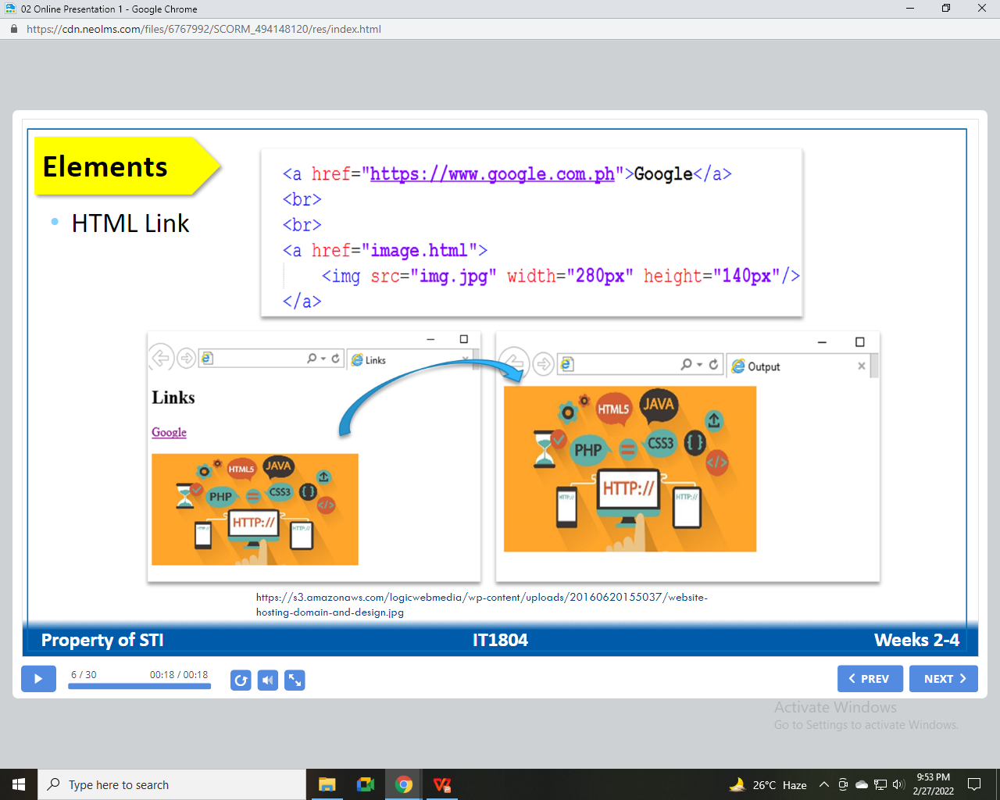 02 Online Presentation 1 - Google Chrome
https://cdn.neolms.com/files/6767992/SCORM_494148120/res/index.html
Elements
• HTML Link
<a href="https://www.google.com.ph">Google</a>
<br>
<br>
<a href="image.html">
<img src="img.jpg" width="280px" height="140px"/>
</a>
Links
Links
Google
HTML5 JAVA
PHP = CSS3 {} </>
HTTP://
HTTP:// HTTP://
Output
HTML5 JAVA
PHP = CSS3 {} </>
HTTP://
HTTP:// HTTP://
https://s3.amazonaws.com/logicwebmedia/wp-content/uploads/20160620155037/website-
hosting-domain-and-design.jpg
Property of STI IT1804 Weeks 2-4
6 / 30 00:18 / 00:18
PREV NEXT
Activate Windows
Go to Settings to activate Windows.
Type here to search
26°C Haze
9:53 PM
2/27/2022